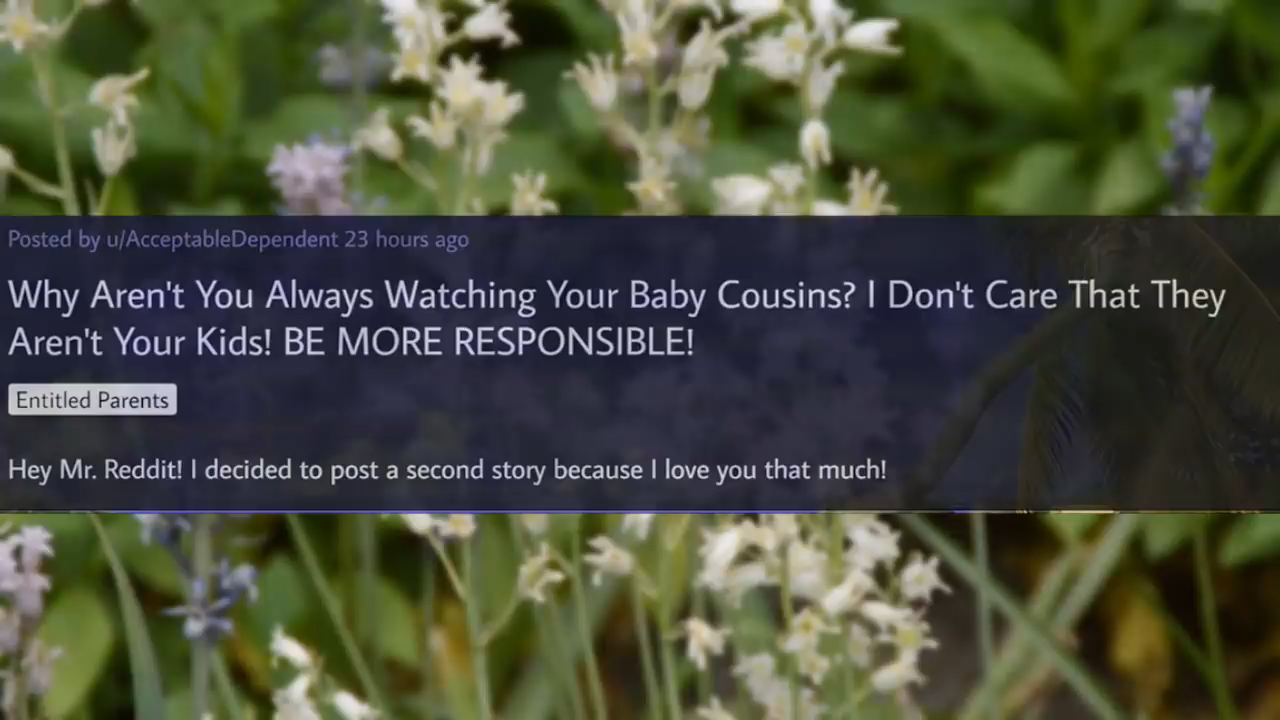 Posted by u/AcceptableDependent 23 hours ago
Why Aren't You Always Watching Your Baby Cousins? I Don't Care That They
Aren't Your Kids! BE MORE RESPONSIBLE!
Entitled Parents
Hey Mr. Reddit! I decided to post a second story because I love you that much!